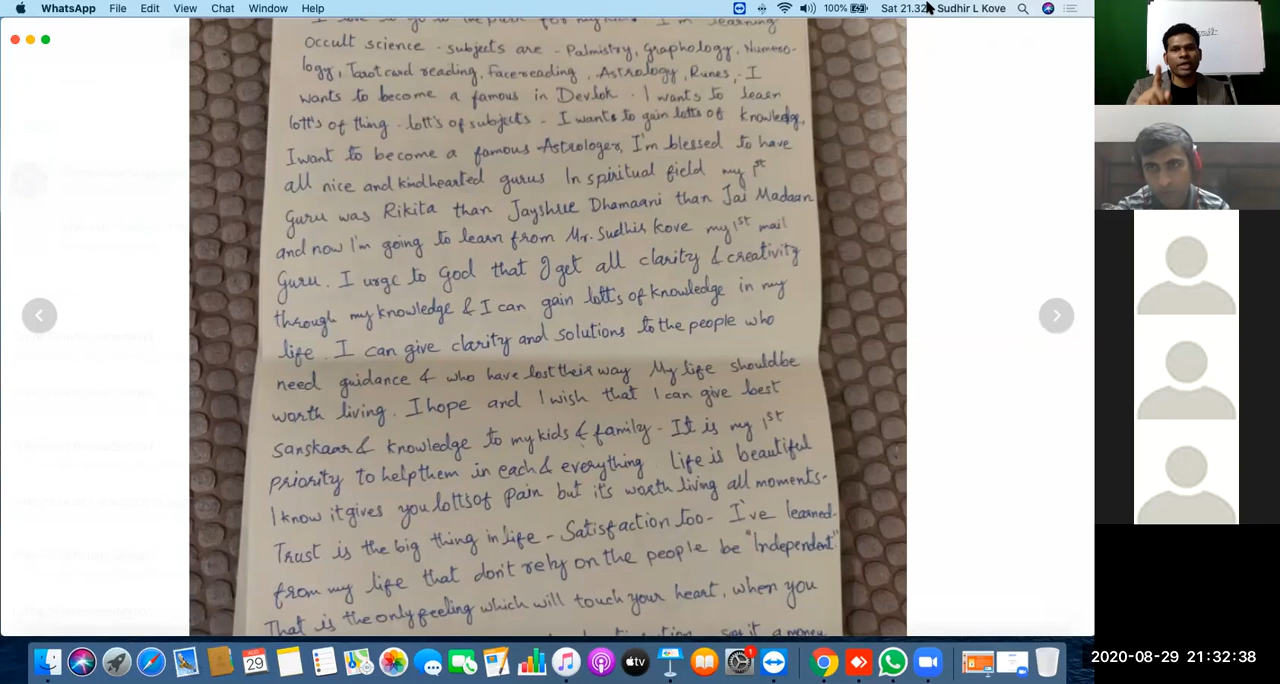 WhatsApp File Edit View Chat Window Help
100% Sat 21.32 Sudhir L Kove
I'm learning
Occult science - subjects are - Palmistry, Graphology, Numero-
logy, Tarot card reading, Face reading, Astrology, Runes, I
wants to become a famous in Devlok. I wants to learn
lott's of thing - lott's of subjects - I wants to gain lotts of knowledge,
I want to become a famous Astrologer, I'm blessed to have
all nice and kindhearted gurus In spiritual field my 1st
Guru was Rikita than Jayshree Dhamaani than Jai Madaan
and now I'm going to learn from Mr. Sudhir Kove my 1st mail
Guru. I urge to God that I get all clarity & creativity
through my knowledge & I can gain lott's of knowledge in my
life. I can give clarity and solutions to the people who
need guidance & who have lost their way My life should be
worth living. I hope and I wish that I can give best
sanskaar & knowledge to my kids & family - It is my 1st
priority to help them in each & everything Life is beautiful
I know it gives you lotts of pain but it's worth living all moments-
Trust is the big thing in life - Satisfaction too - I've learned
from my life that don't rely on the people be "Independent"
That is the only feeling which will touch your heart, when you
a money
AUG
29
tv
1
2020-08-29 21:32:38